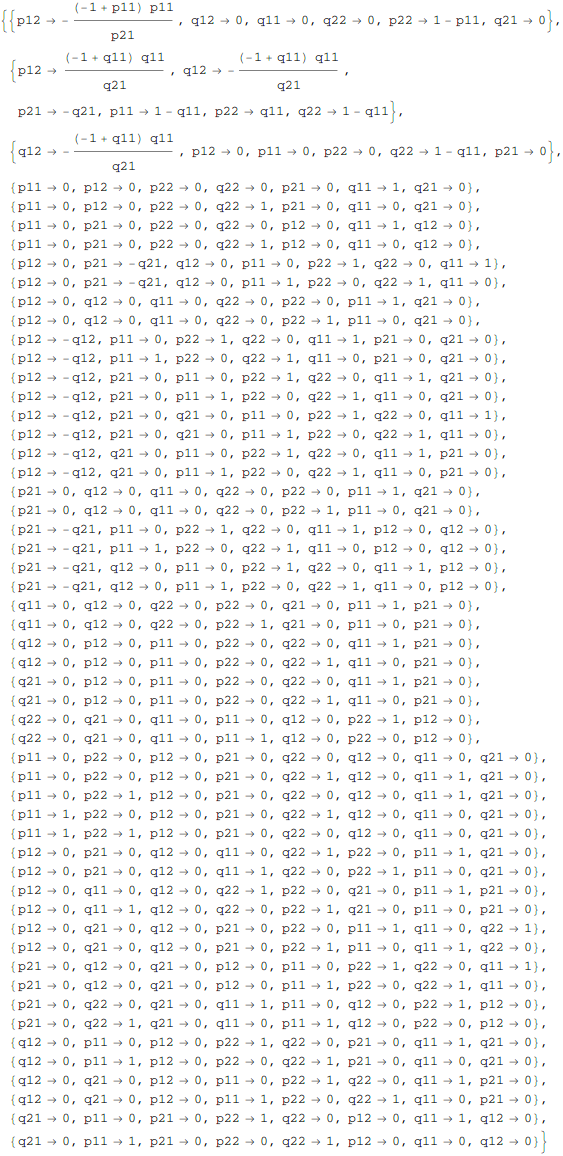 {{p12 → - (-1 + p11) p11 / p21 , q12 → 0, q11 → 0, q22 → 0, p22 → 1 - p11, q21 → 0},
{p12 → (-1 + q11) q11 / q21 , q12 → - (-1 + q11) q11 / q21 ,
p21 → - q21, p11 → 1 - q11, p22 → q11, q22 → 1 - q11},
{q12 → - (-1 + q11) q11 / q21 , p12 → 0, p11 → 0, p22 → 0, q22 → 1 - q11, p21 → 0},
{p11 → 0, p12 → 0, p22 → 0, q22 → 0, p21 → 0, q11 → 1, q21 → 0},
{p11 → 0, p12 → 0, p22 → 0, q22 → 1, p21 → 0, q11 → 0, q21 → 0},
{p11 → 0, p21 → 0, p22 → 0, q22 → 0, p12 → 0, q11 → 1, q12 → 0},
{p11 → 0, p21 → 0, p22 → 0, q22 → 1, p12 → 0, q11 → 0, q12 → 0},
{p12 → 0, p21 → - q21, q12 → 0, p11 → 0, p22 → 1, q22 → 0, q11 → 1},
{p12 → 0, p21 → - q21, q12 → 0, p11 → 1, p22 → 0, q22 → 1, q11 → 0},
{p12 → 0, q12 → 0, q11 → 0, q22 → 0, p22 → 0, p11 → 1, q21 → 0},
{p12 → 0, q12 → 0, q11 → 0, q22 → 0, p22 → 1, p11 → 0, q21 → 0},
{p12 → - q12, p11 → 0, p22 → 1, q22 → 0, q11 → 1, p21 → 0, q21 → 0},
{p12 → - q12, p11 → 1, p22 → 0, q22 → 1, q11 → 0, p21 → 0, q21 → 0},
{p12 → - q12, p21 → 0, p11 → 0, p22 → 1, q22 → 0, q11 → 1, q21 → 0},
{p12 → - q12, p21 → 0, p11 → 1, p22 → 0, q22 → 1, q11 → 0, q21 → 0},
{p12 → - q12, p21 → 0, q21 → 0, p11 → 0, p22 → 1, q22 → 0, q11 → 1},
{p12 → - q12, p21 → 0, q21 → 0, p11 → 1, p22 → 0, q22 → 1, q11 → 0},
{p12 → - q12, q21 → 0, p11 → 0, p22 → 1, q22 → 0, q11 → 1, p21 → 0},
{p12 → - q12, q21 → 0, p11 → 1, p22 → 0, q22 → 1, q11 → 0, p21 → 0},
{p21 → 0, q12 → 0, q11 → 0, q22 → 0, p22 → 0, p11 → 1, q21 → 0},
{p21 → 0, q12 → 0, q11 → 0, q22 → 0, p22 → 1, p11 → 0, q21 → 0},
{p21 → - q21, p11 → 0, p22 → 1, q22 → 0, q11 → 1, p12 → 0, q12 → 0},
{p21 → - q21, p11 → 1, p22 → 0, q22 → 1, q11 → 0, p12 → 0, q12 → 0},
{p21 → - q21, q12 → 0, p11 → 0, p22 → 1, q22 → 0, q11 → 1, p12 → 0},
{p21 → - q21, q12 → 0, p11 → 1, p22 → 0, q22 → 1, q11 → 0, p12 → 0},
{q11 → 0, q12 → 0, q22 → 0, p22 → 0, q21 → 0, p11 → 1, p21 → 0},
{q11 → 0, q12 → 0, q22 → 0, p22 → 1, q21 → 0, p11 → 0, p21 → 0},
{q12 → 0, p12 → 0, p11 → 0, p22 → 0, q22 → 0, q11 → 1, p21 → 0},
{q12 → 0, p12 → 0, p11 → 0, p22 → 0, q22 → 1, q11 → 0, p21 → 0},
{q21 → 0, p12 → 0, p11 → 0, p22 → 0, q22 → 0, q11 → 1, p21 → 0},
{q21 → 0, p12 → 0, p11 → 0, p22 → 0, q22 → 1, q11 → 0, p21 → 0},
{q22 → 0, q21 → 0, q11 → 0, p11 → 0, q12 → 0, p22 → 1, p12 → 0},
{q22 → 0, q21 → 0, q11 → 0, p11 → 1, q12 → 0, p22 → 0, p12 → 0},
{p11 → 0, p22 → 0, p12 → 0, p21 → 0, q22 → 0, q12 → 0, q11 → 0, q21 → 0},
{p11 → 0, p22 → 0, p12 → 0, p21 → 0, q22 → 1, q12 → 0, q11 → 1, q21 → 0},
{p11 → 0, p22 → 1, p12 → 0, p21 → 0, q22 → 0, q12 → 0, q11 → 1, q21 → 0},
{p11 → 1, p22 → 0, p12 → 0, p21 → 0, q22 → 1, q12 → 0, q11 → 0, q21 → 0},
{p11 → 1, p22 → 1, p12 → 0, p21 → 0, q22 → 0, q12 → 0, q11 → 0, q21 → 0},
{p12 → 0, p21 → 0, q12 → 0, q11 → 0, q22 → 1, p22 → 0, p11 → 1, q21 → 0},
{p12 → 0, p21 → 0, q12 → 0, q11 → 1, q22 → 0, p22 → 1, p11 → 0, q21 → 0},
{p12 → 0, q11 → 0, q12 → 0, q22 → 1, p22 → 0, q21 → 0, p11 → 1, p21 → 0},
{p12 → 0, q11 → 1, q12 → 0, q22 → 0, p22 → 1, q21 → 0, p11 → 0, p21 → 0},
{p12 → 0, q21 → 0, q12 → 0, p21 → 0, p22 → 0, p11 → 1, q11 → 0, q22 → 1},
{p12 → 0, q21 → 0, q12 → 0, p21 → 0, p22 → 1, p11 → 0, q11 → 1, q22 → 0},
{p21 → 0, q12 → 0, q21 → 0, p12 → 0, p11 → 0, p22 → 1, q22 → 0, q11 → 1},
{p21 → 0, q12 → 0, q21 → 0, p12 → 0, p11 → 1, p22 → 0, q22 → 1, q11 → 0},
{p21 → 0, q22 → 0, q21 → 0, q11 → 1, p11 → 0, q12 → 0, p22 → 1, p12 → 0},
{p21 → 0, q22 → 1, q21 → 0, q11 → 0, p11 → 1, q12 → 0, p22 → 0, p12 → 0},
{q12 → 0, p11 → 0, p12 → 0, p22 → 1, q22 → 0, p21 → 0, q11 → 1, q21 → 0},
{q12 → 0, p11 → 1, p12 → 0, p22 → 0, q22 → 1, p21 → 0, q11 → 0, q21 → 0},
{q12 → 0, q21 → 0, p12 → 0, p11 → 0, p22 → 1, q22 → 0, q11 → 1, p21 → 0},
{q12 → 0, q21 → 0, p12 → 0, p11 → 1, p22 → 0, q22 → 1, q11 → 0, p21 → 0},
{q21 → 0, p11 → 0, p21 → 0, p22 → 1, q22 → 0, p12 → 0, q11 → 1, q12 → 0},
{q21 → 0, p11 → 1, p21 → 0, p22 → 0, q22 → 1, p12 → 0, q11 → 0, q12 → 0}}